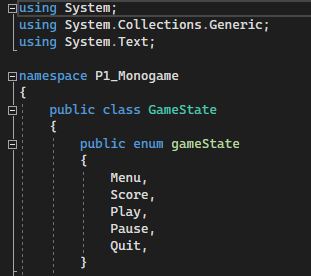 using System;
using System.Collections.Generic;
using System.Text;
namespace P1_Monogame
{
public class GameState
{
public enum gameState
{
Menu,
Score,
Play,
Pause,
Quit,
}